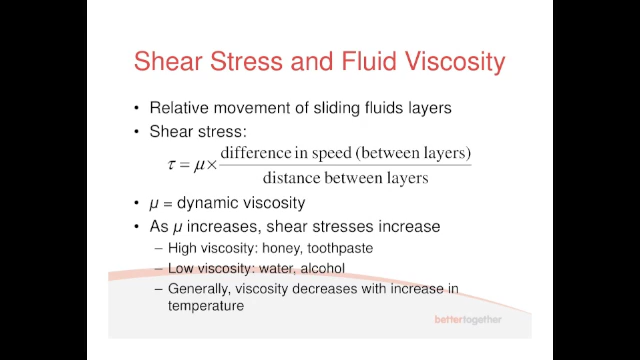 Shear Stress and Fluid Viscosity
• Relative movement of sliding fluids layers
• Shear stress:
τ = μ × difference in speed (between layers) / distance between layers
• μ = dynamic viscosity
• As μ increases, shear stresses increase
– High viscosity: honey, toothpaste
– Low viscosity: water, alcohol
– Generally, viscosity decreases with increase in
temperature
bettertogether